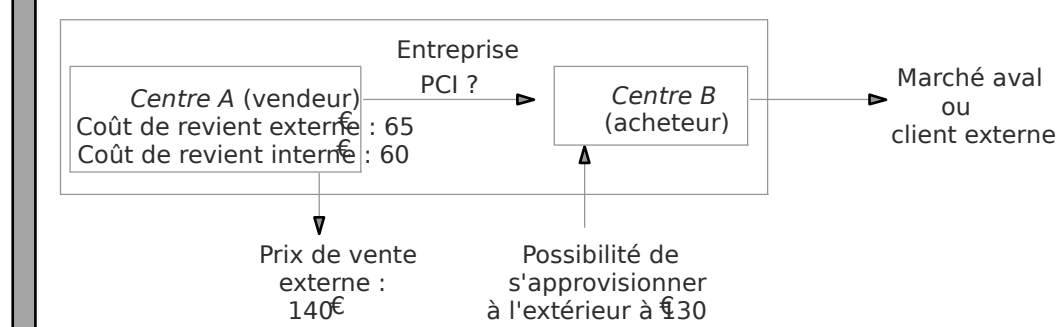 Entreprise
PCI ?
Centre A (vendeur)
Coût de revient externe : 65 €
Coût de revient interne : 60 €
Centre B
(acheteur)
Marché aval
ou
client externe
Prix de vente
externe :
140 €
Possibilité de
s'approvisionner
à l'extérieur à 130 €